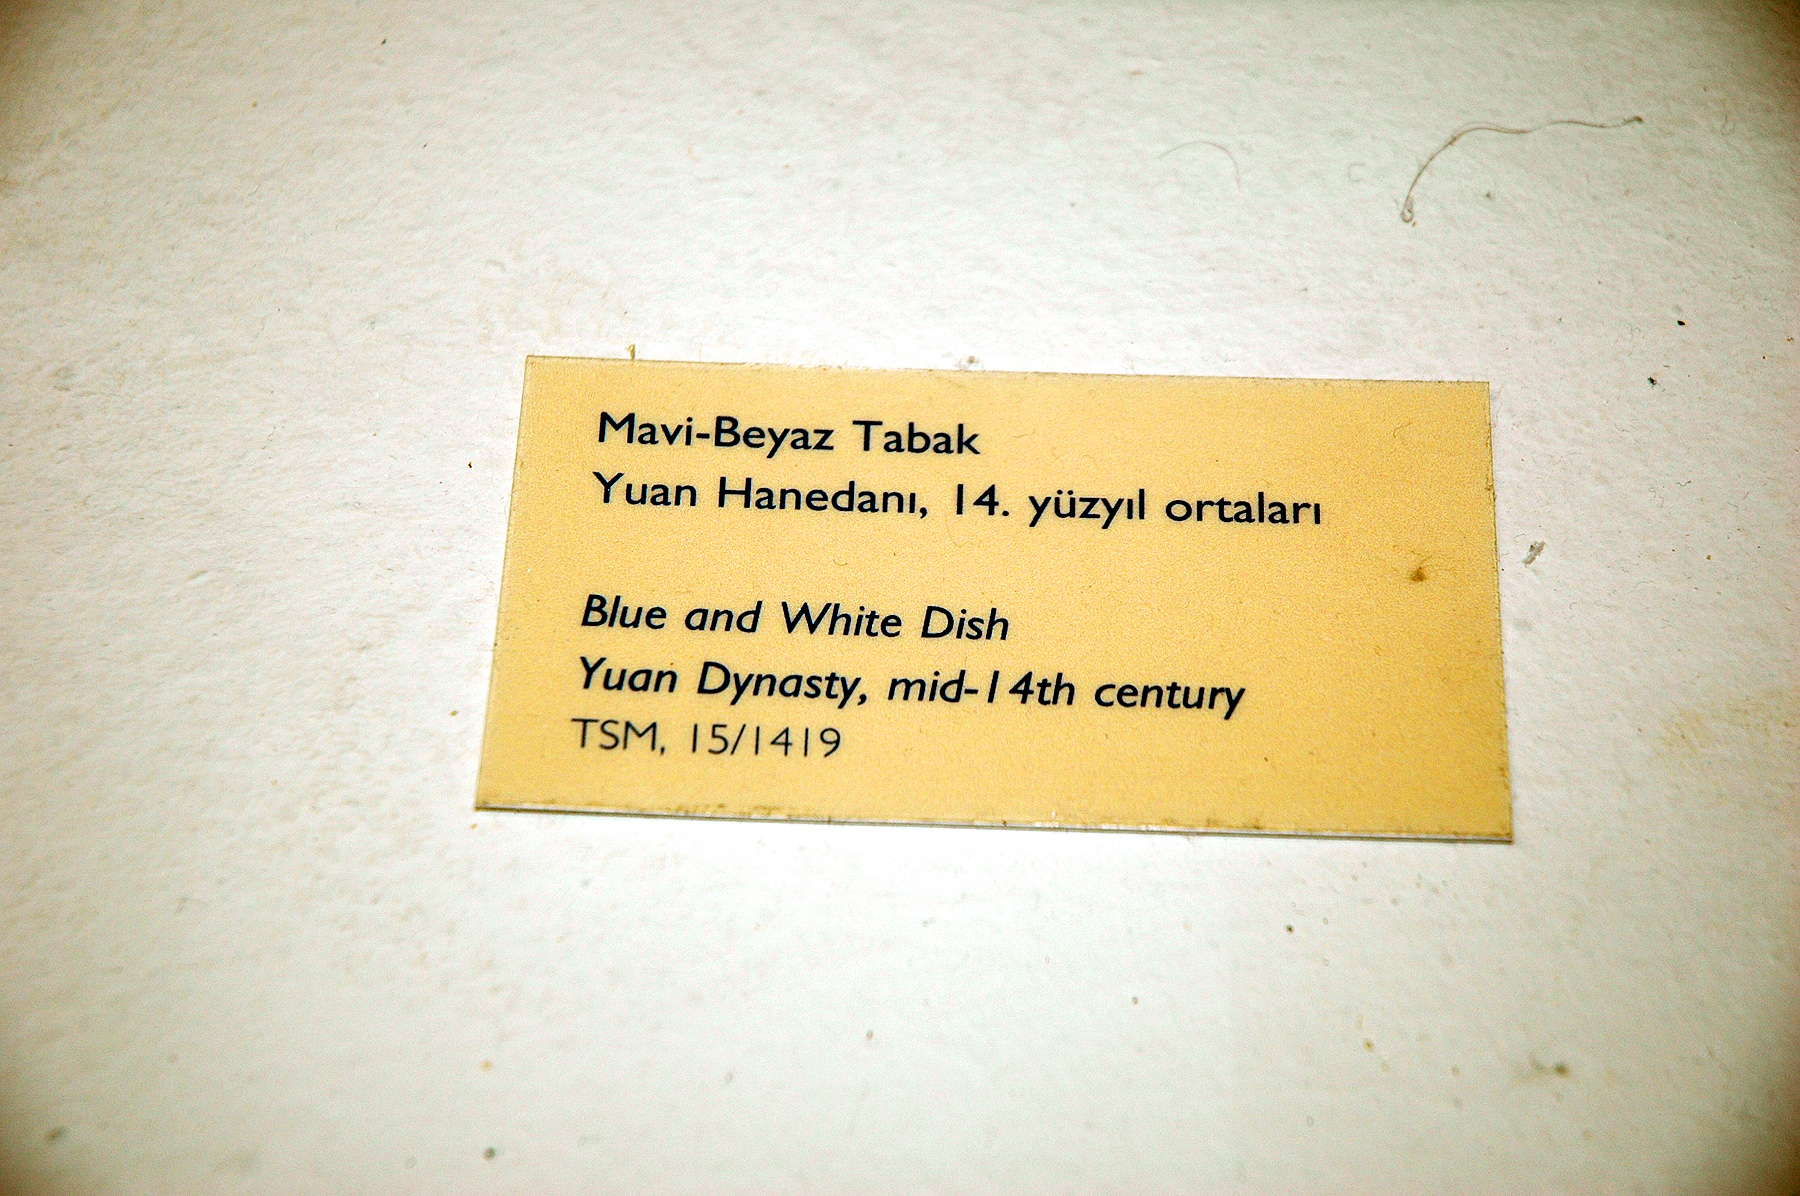 Mavi-Beyaz Tabak
Yuan Hanedanı, 14. yüzyıl ortaları
Blue and White Dish
Yuan Dynasty, mid-14th century
TSM, 15/1419